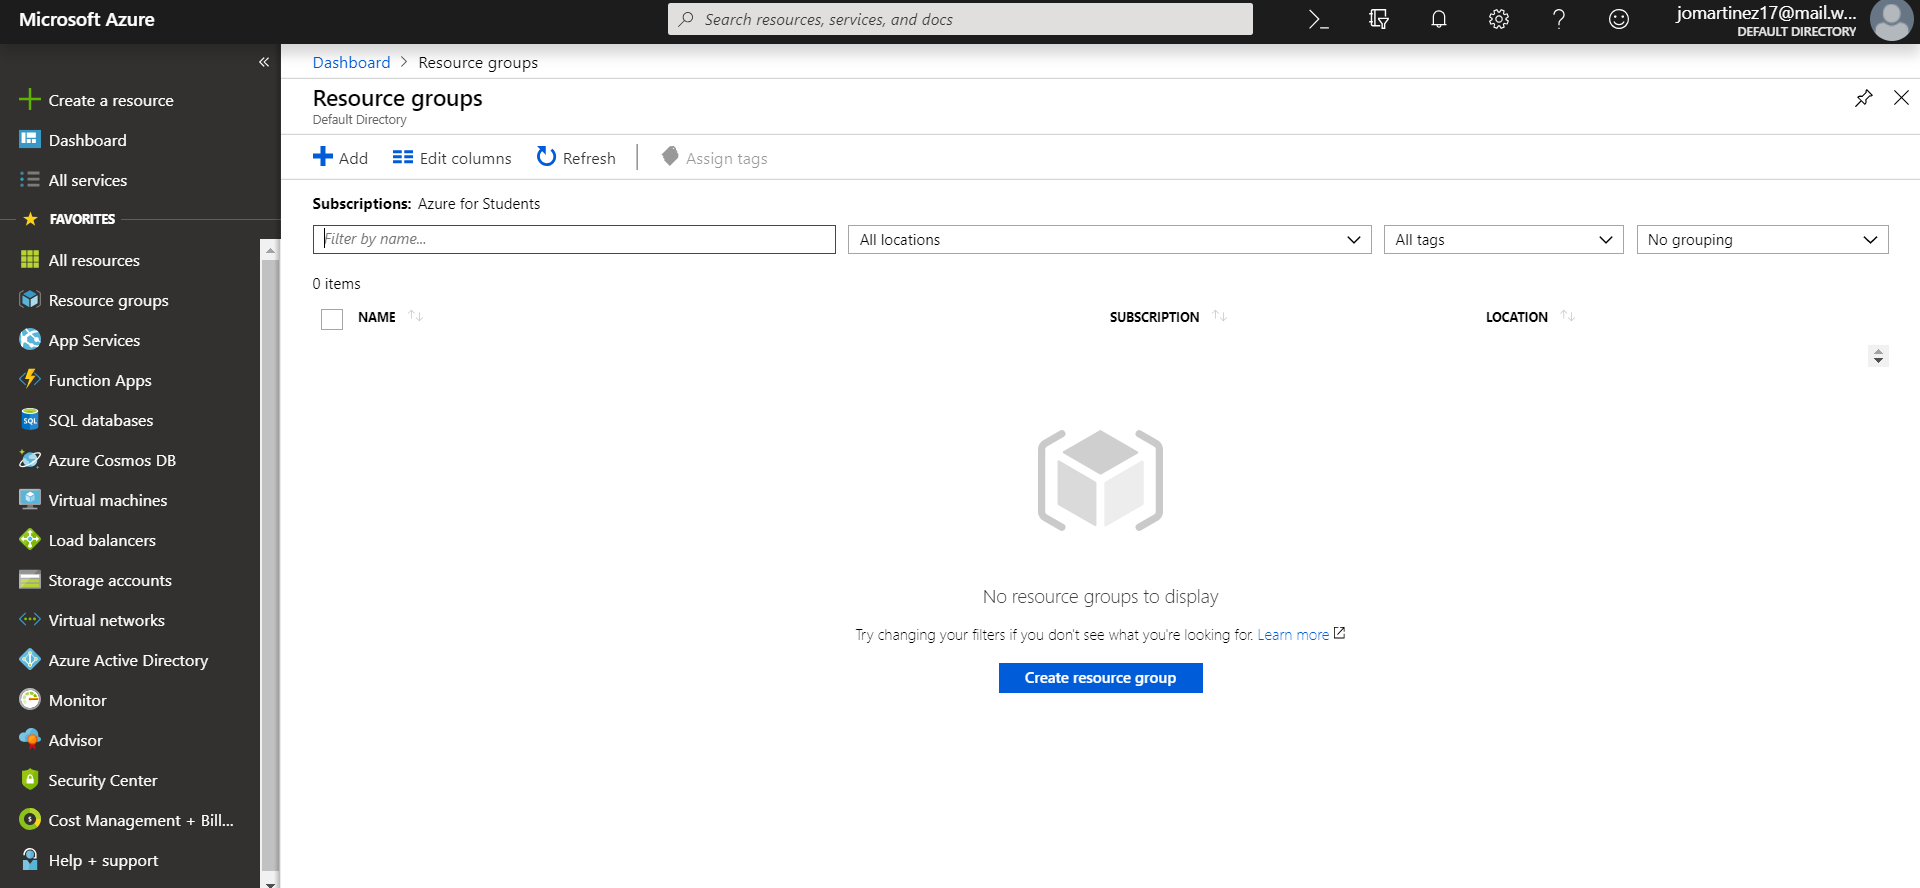 Microsoft Azure
Search resources, services, and docs
jomartinez17@mail.w...
DEFAULT DIRECTORY
Create a resource
Dashboard
All services
FAVORITES
All resources
Resource groups
App Services
Function Apps
SQL databases
Azure Cosmos DB
Virtual machines
Load balancers
Storage accounts
Virtual networks
Azure Active Directory
Monitor
Advisor
Security Center
Cost Management + Bill...
Help + support
Dashboard > Resource groups
Resource groups
Default Directory
Add Edit columns Refresh Assign tags
Subscriptions: Azure for Students
Filter by name... All locations All tags No grouping
0 items
NAME SUBSCRIPTION LOCATION
No resource groups to display
Try changing your filters if you don't see what you're looking for. Learn more
Create resource group